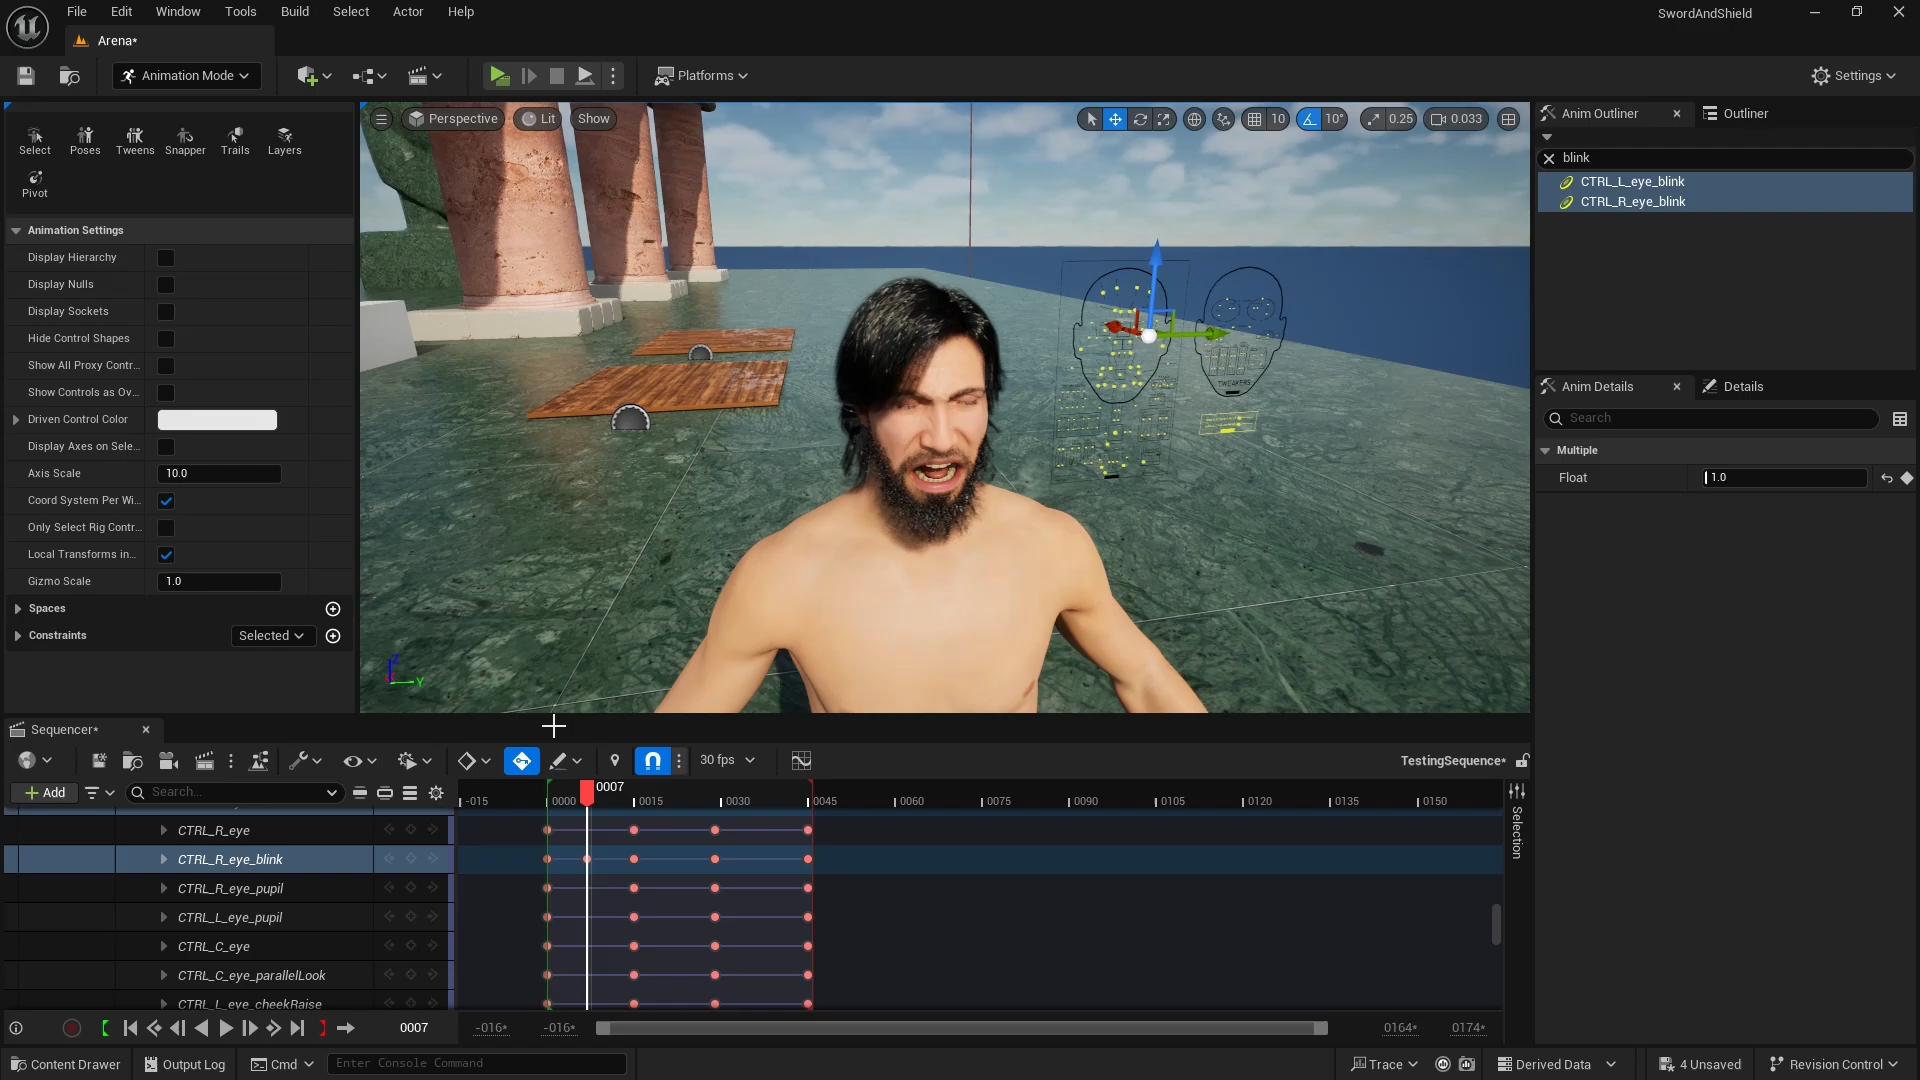 File Edit Window Tools Build Select Actor Help
SwordAndShield
Arena*
Animation Mode
Platforms
Settings
Select Poses Tweens Snapper Trails Layers
Pivot
Animation Settings
Display Hierarchy
Display Nulls
Display Sockets
Hide Control Shapes
Show All Proxy Contr...
Show Controls as Ov...
Driven Control Color
Display Axes on Sele...
Axis Scale 10.0
Coord System Per Wi...
Only Select Rig Contr...
Local Transforms in...
Gizmo Scale 1.0
Spaces
Constraints Selected
Perspective Lit Show
10 10° 0.25 0.033
TWEAKERS
Z
Y
Anim Outliner Outliner
blink
CTRL_L_eye_blink
CTRL_R_eye_blink
Anim Details Details
Search
Multiple
Float 1.0
Sequencer*
30 fps
TestingSequence*
Add Search...
0007
-015 0000 0015 0030 0045 0060 0075 0090 0105 0120 0135 0150
CTRL_R_eye
CTRL_R_eye_blink
CTRL_R_eye_pupil
CTRL_L_eye_pupil
CTRL_C_eye
CTRL_C_eye_parallelLook
CTRL_L_eye_cheekRaise
Selection
0007 -016* -016* 0164* 0174*
Content Drawer Output Log Cmd Enter Console Command
Trace Derived Data 4 Unsaved Revision Control